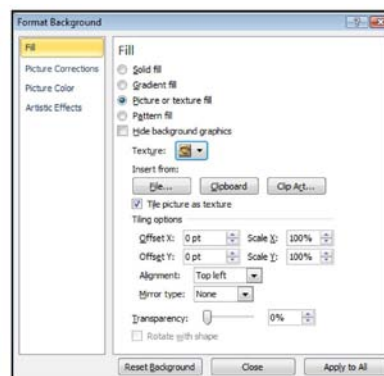 Format Background
Fill
Picture Corrections
Picture Color
Artistic Effects
Fill
Solid fill
Gradient fill
Picture or texture fill
Pattern fill
Hide background graphics
Texture:
Insert from:
File... Clipboard Clip Art...
Tile picture as texture
Tiling options
Offset X: 0 pt Scale X: 100%
Offset Y: 0 pt Scale Y: 100%
Alignment: Top left
Mirror type: None
Transparency: 0%
Rotate with shape
Reset Background Close Apply to All